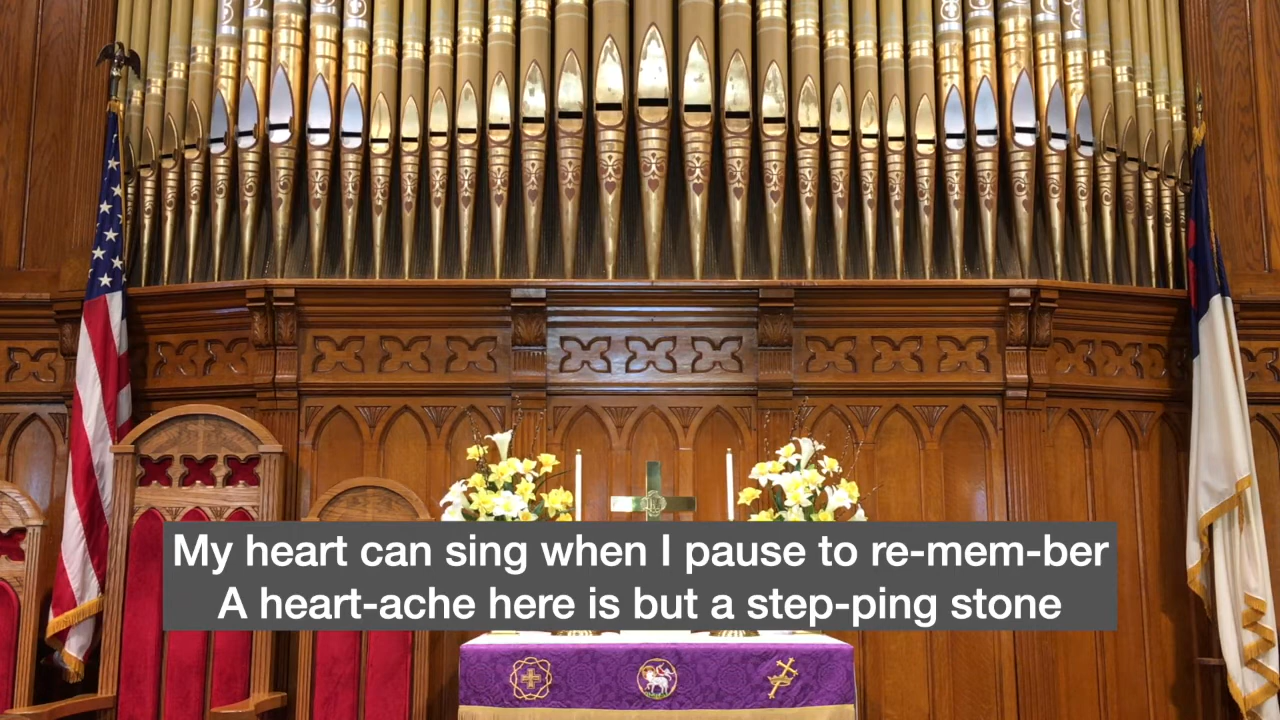 My heart can sing when I pause to re-mem-ber
A heart-ache here is but a step-ping stone